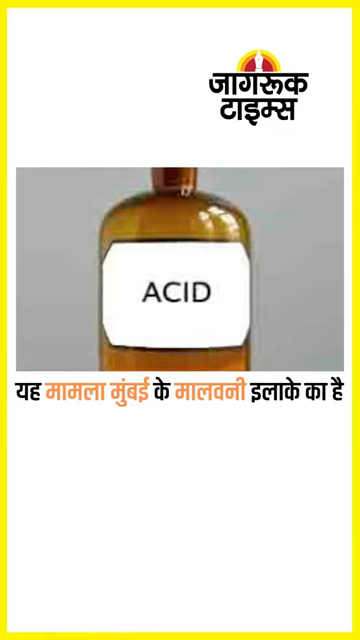 जागरूक
टाइम्स
ACID
यह मामला मुंबई के मालवनी इलाके का है